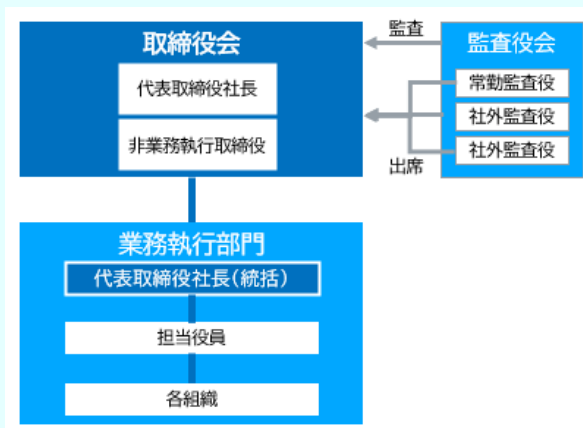 取締役会
代表取締役社長
非業務執行取締役
監査
出席
監査役会
常勤監査役
社外監査役
社外監査役
業務執行部門
代表取締役社長(統括)
担当役員
各組織